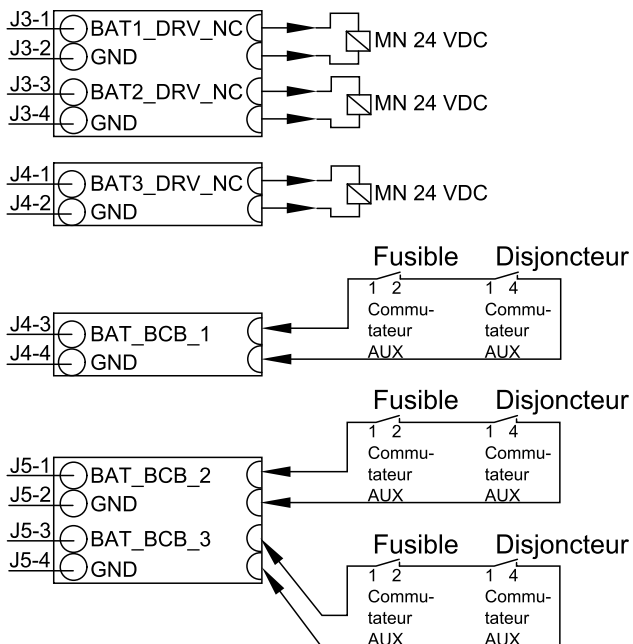 J3-1 BAT1_DRV_NC
J3-2 GND MN 24 VDC
J3-3 BAT2_DRV_NC
J3-4 GND MN 24 VDC
J4-1 BAT3_DRV_NC
J4-2 GND MN 24 VDC
Fusible Disjoncteur
1 2 1 4
Commu- Commu-
tateur tateur
AUX AUX
J4-3 BAT_BCB_1
J4-4 GND
Fusible Disjoncteur
1 2 1 4
Commu- Commu-
tateur tateur
AUX AUX
J5-1 BAT_BCB_2
J5-2 GND
J5-3 BAT_BCB_3
J5-4 GND
Fusible Disjoncteur
1 2 1 4
Commu- Commu-
tateur tateur
AUX AUX